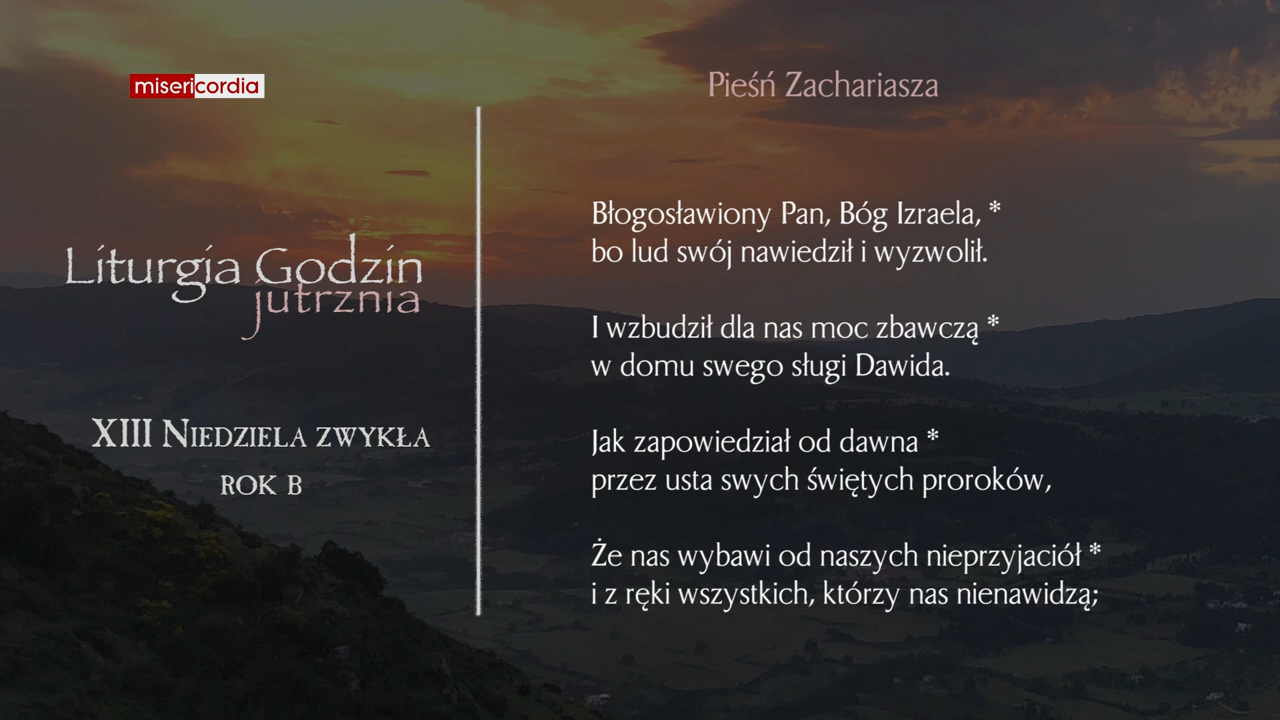 misericordia
Liturgia Godzin
jutrznia
XIII Niedziela zwykła
rok B
Pieśń Zachariasza
Błogosławiony Pan, Bóg Izraela, *
bo lud swój nawiedził i wyzwolił.
I wzbudził dla nas moc zbawczą *
w domu swego sługi Dawida.
Jak zapowiedział od dawna *
przez usta swych świętych proroków,
Że nas wybawi od naszych nieprzyjaciół *
i z ręki wszystkich, którzy nas nienawidzą;